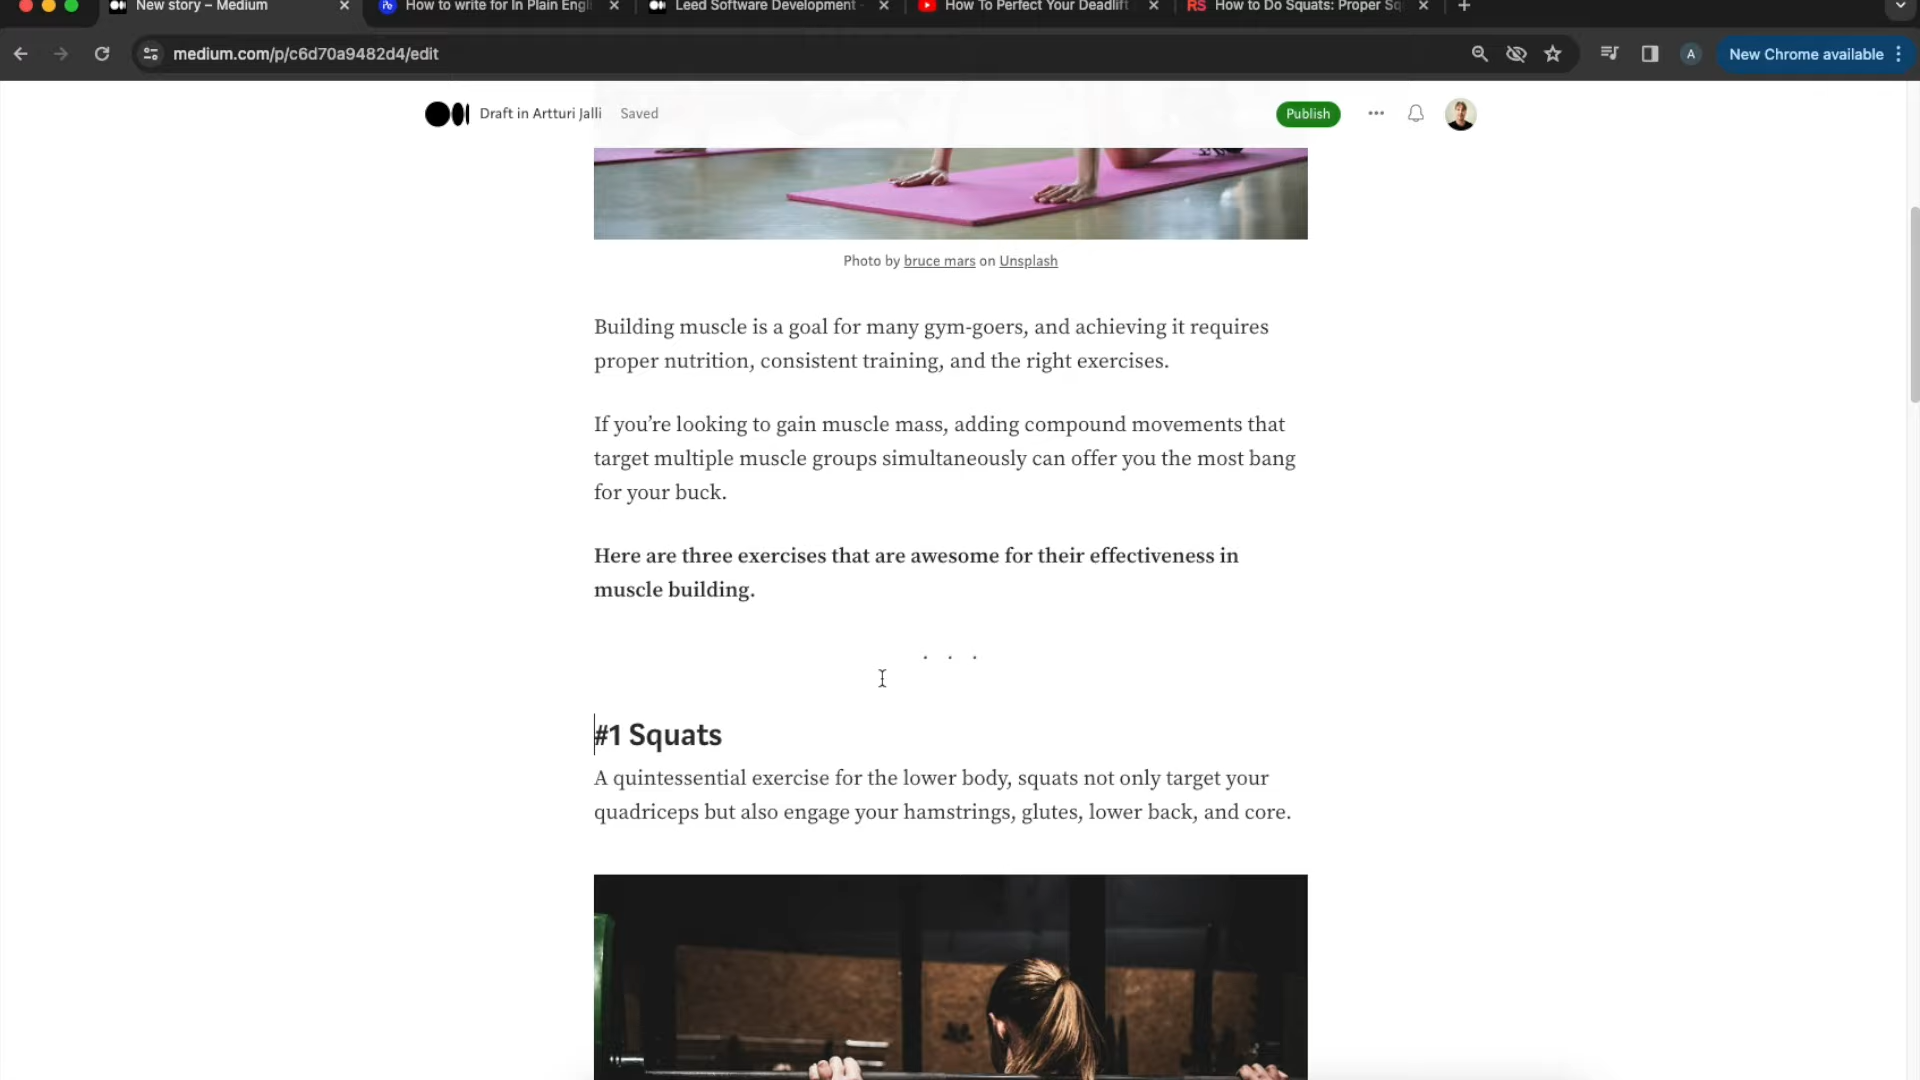 New story – Medium
How to write for In Plain Engli
Leed Software Development
How To Perfect Your Deadlift
RS How to Do Squats: Proper Sq
medium.com/p/c6d70a9482d4/edit
A
New Chrome available
Draft in Artturi Jalli Saved
Publish
Photo by bruce mars on Unsplash
Building muscle is a goal for many gym-goers, and achieving it requires
proper nutrition, consistent training, and the right exercises.
If you’re looking to gain muscle mass, adding compound movements that
target multiple muscle groups simultaneously can offer you the most bang
for your buck.
Here are three exercises that are awesome for their effectiveness in
muscle building.
. . .
#1 Squats
A quintessential exercise for the lower body, squats not only target your
quadriceps but also engage your hamstrings, glutes, lower back, and core.